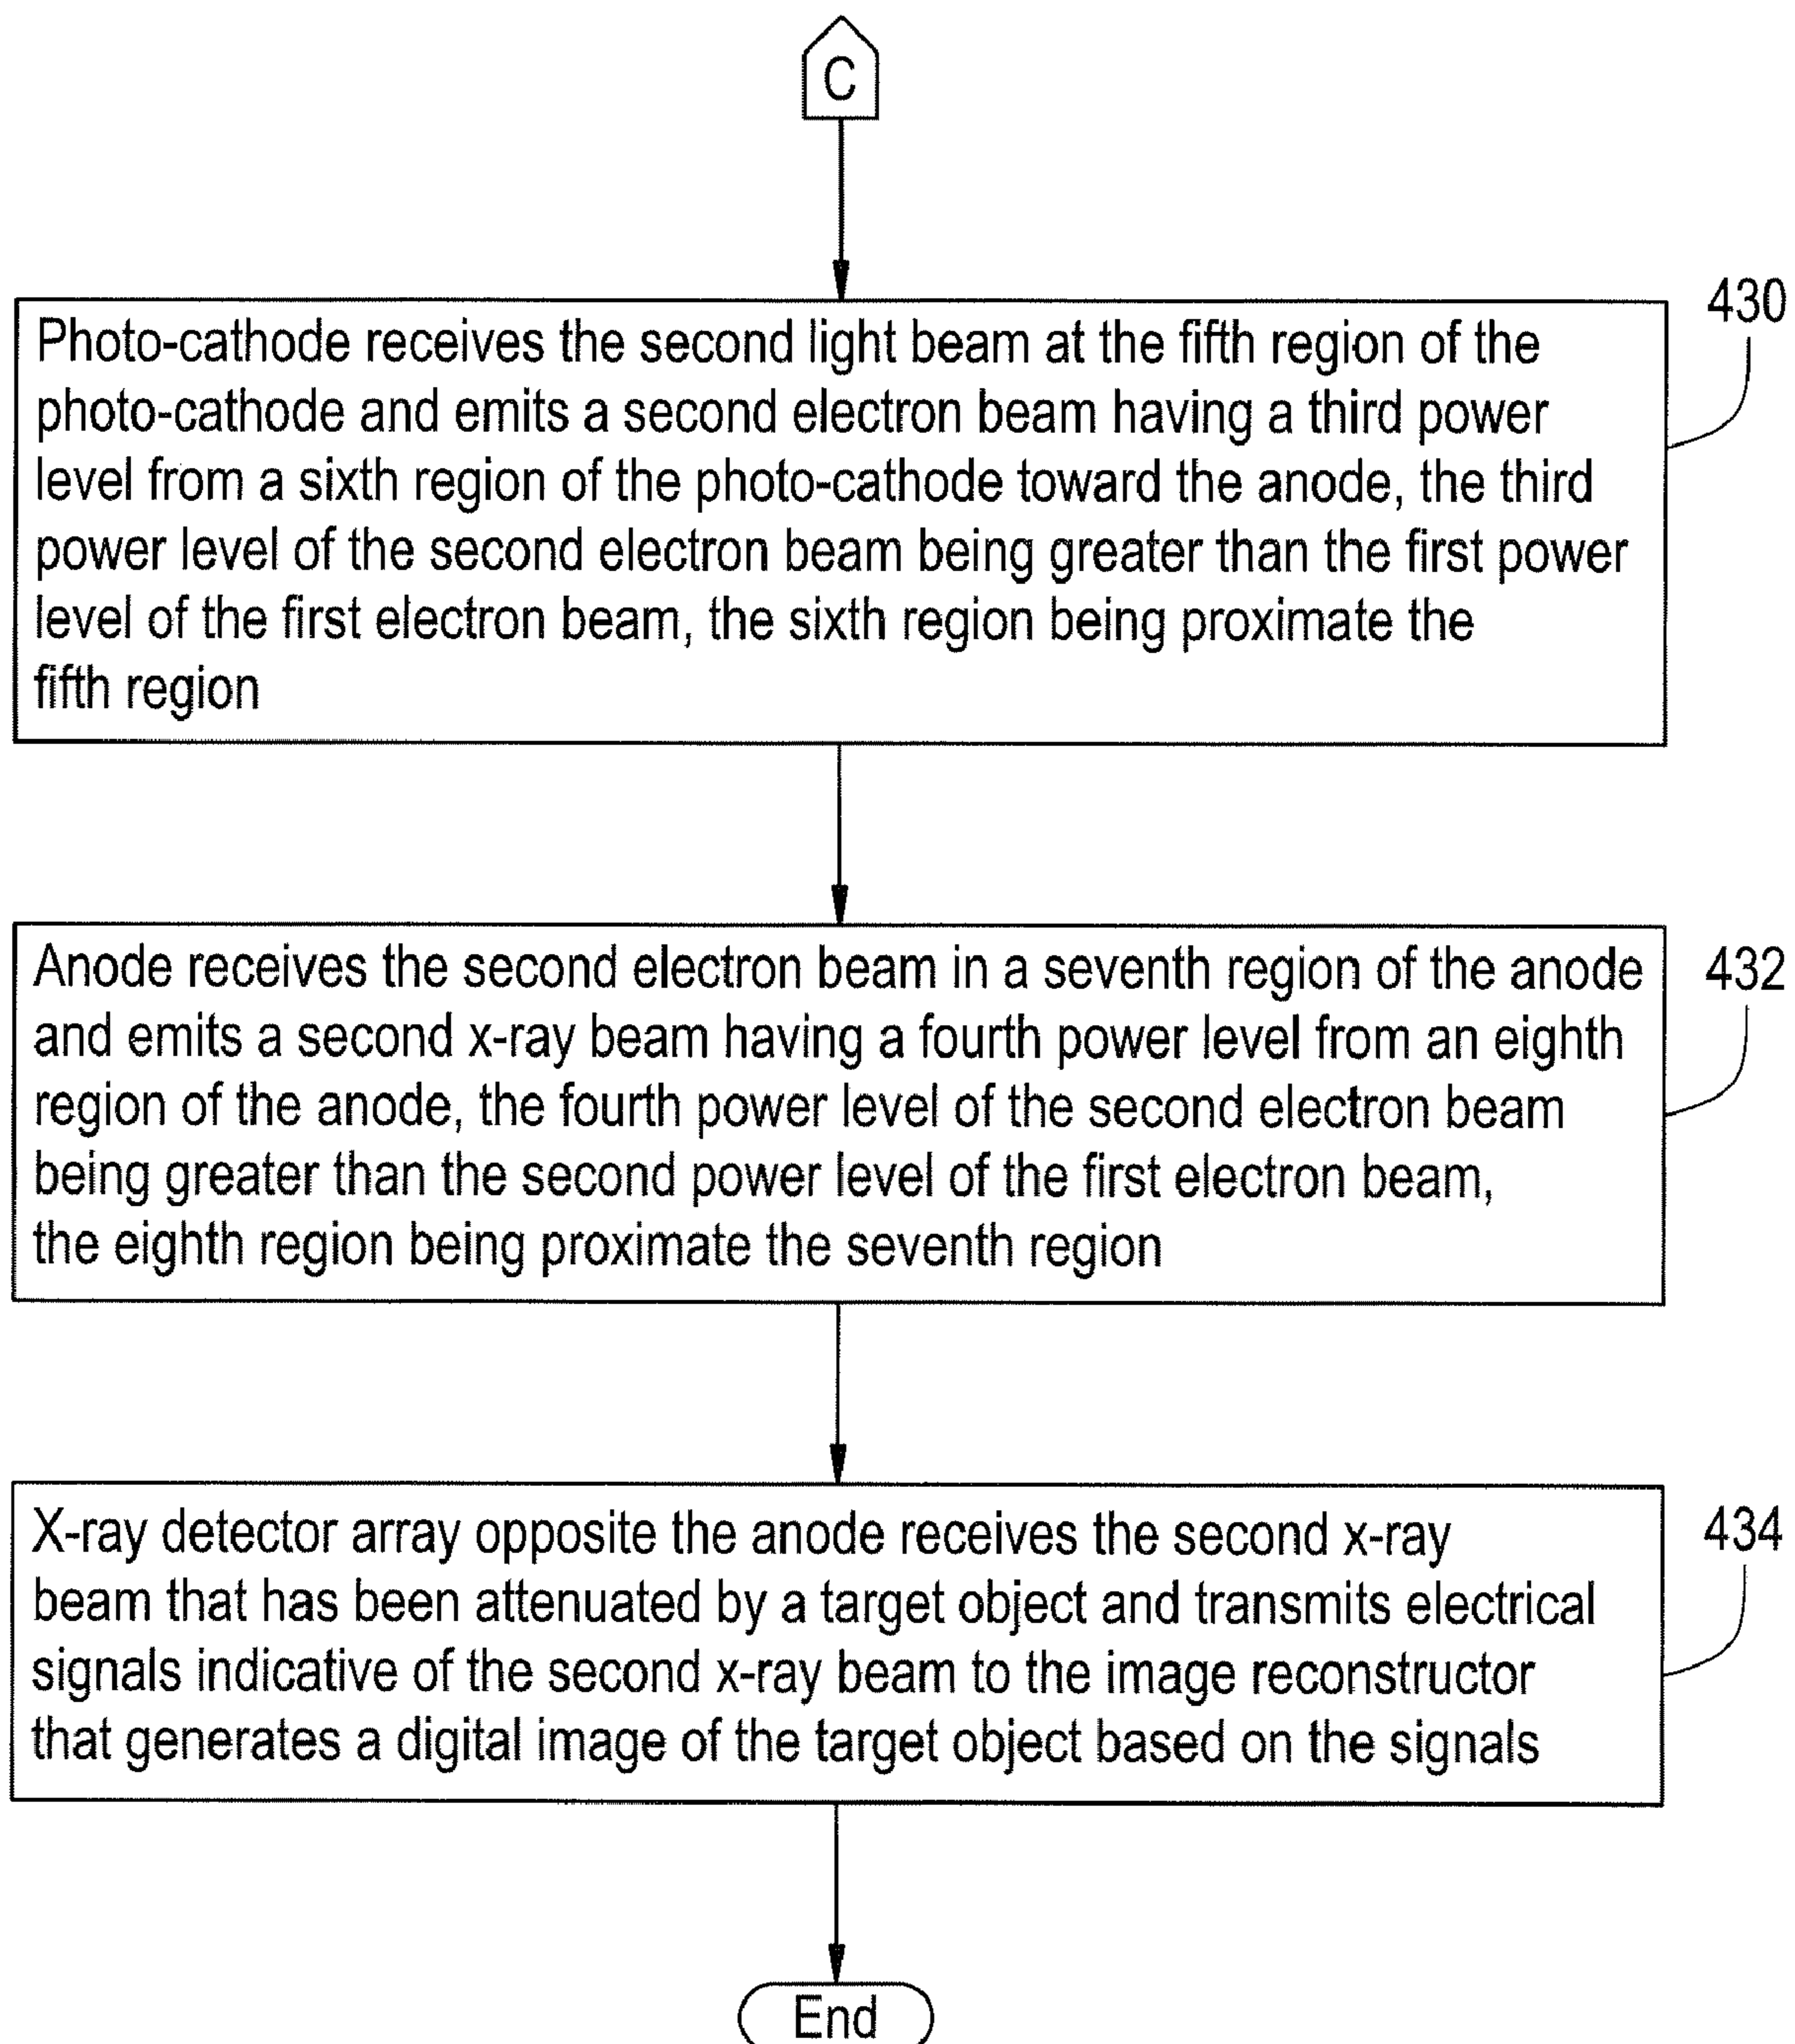 C
430
Photo-cathode receives the second light beam at the fifth region of the
photo-cathode and emits a second electron beam having a third power
level from a sixth region of the photo-cathode toward the anode, the third
power level of the second electron beam being greater than the first power
level of the first electron beam, the sixth region being proximate the
fifth region
432
Anode receives the second electron beam in a seventh region of the anode
and emits a second x-ray beam having a fourth power level from an eighth
region of the anode, the fourth power level of the second electron beam
being greater than the second power level of the first electron beam,
the eighth region being proximate the seventh region
434
X-ray detector array opposite the anode receives the second x-ray
beam that has been attenuated by a target object and transmits electrical
signals indicative of the second x-ray beam to the image reconstructor
that generates a digital image of the target object based on the signals
End